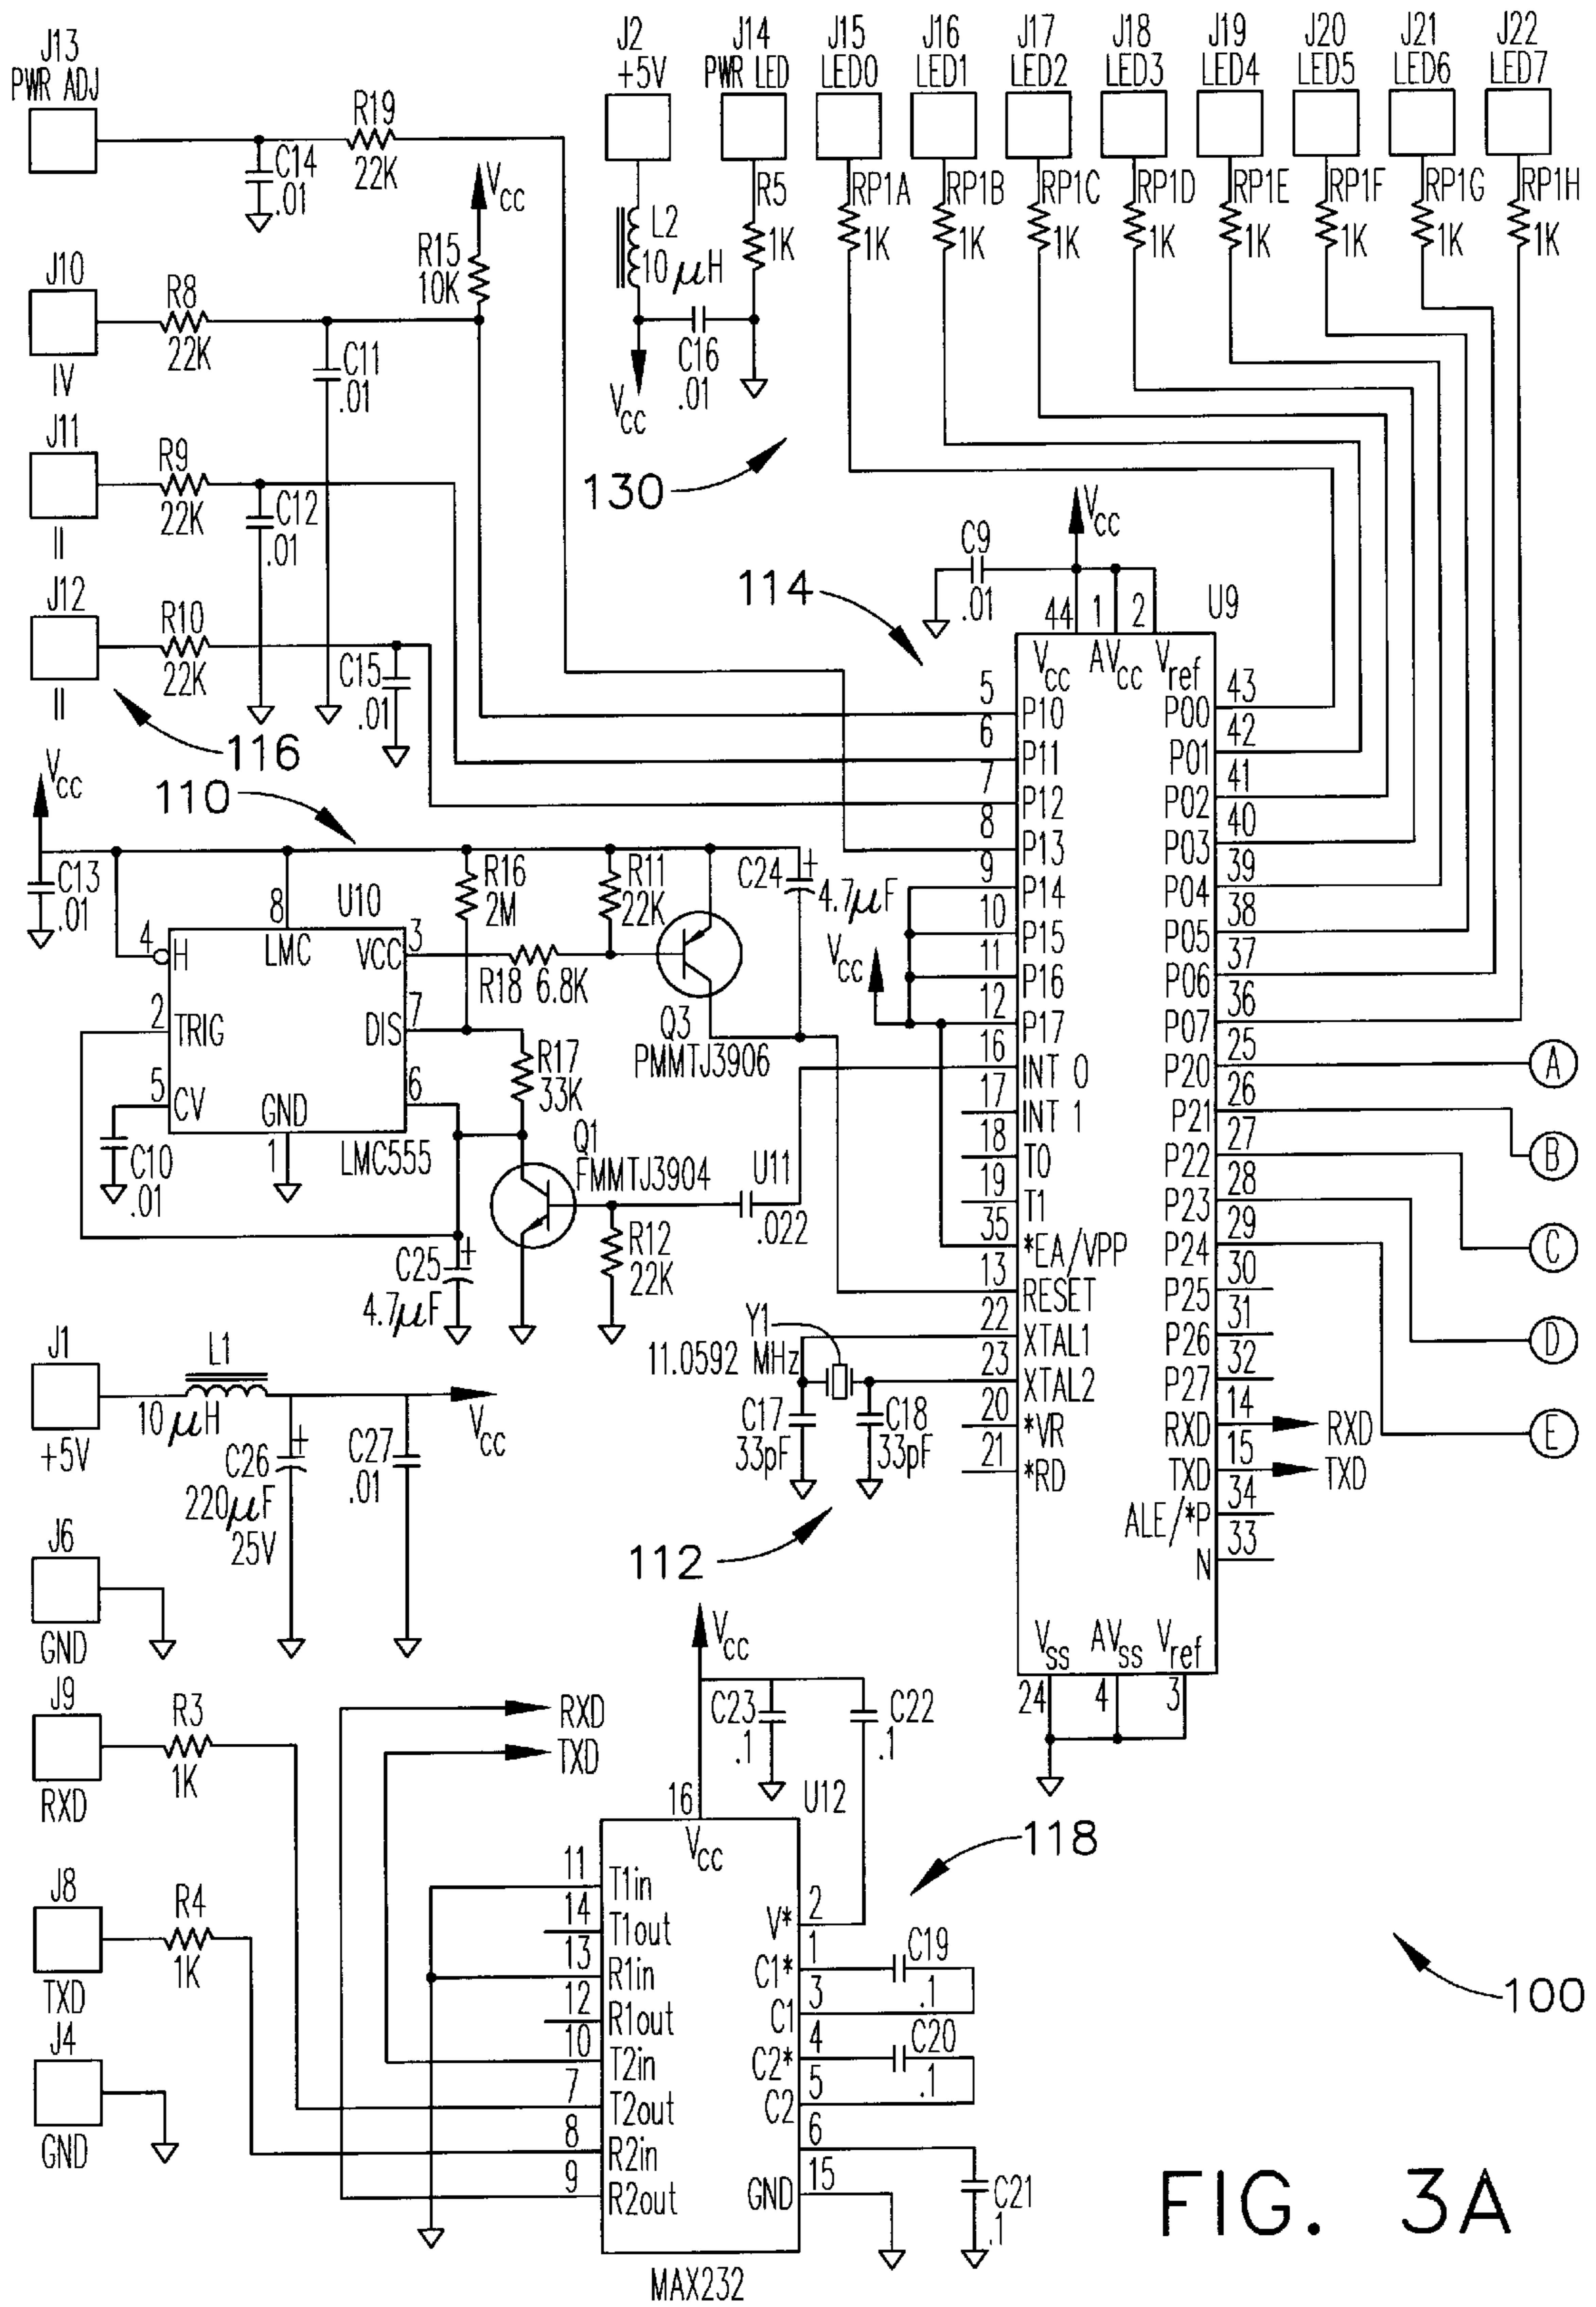 J13
PWR ADJ
J2
+5V
J14
PWR LED
J15
LED0
J16
LED1
J17
LED2
J18
LED3
J19
LED4
J20
LED5
J21
LED6
J22
LED7
R19
22K
C14
.01
VCC
R15
10K
L2
10 μH
R5
1K
RP1A
1K
RP1B
1K
RP1C
1K
RP1D
1K
RP1E
1K
RP1F
1K
RP1G
1K
RP1H
1K
J10
IV
R8
22K
C11
.01
C16
.01
VCC
J11
II
R9
22K
C12
.01
130
J12
II
R10
22K
C15
.01
116
114
C9
.01
VCC
44
1
2
U9
VCC
AVCC
Vref
5
P10
6
P11
7
P12
8
P13
9
P14
10
P15
11
P16
12
P17
16
INT 0
17
INT 1
18
T0
19
T1
35
*EA/VPP
13
RESET
22
XTAL1
23
XTAL2
20
*VR
21
*RD
43
P00
42
P01
41
P02
40
P03
39
P04
38
P05
37
P06
36
P07
25
P20
A
26
P21
B
27
P22
C
28
P23
D
29
P24
E
30
P25
31
P26
32
P27
14
RXD
RXD
15
TXD
TXD
34
ALE/*P
33
N
VSS
AVSS
Vref
24
4
3
VCC
110
C13
.01
U10
8
LMC
4
H
VCC
3
2
TRIG
DIS
7
5
CV
GND
6
1
LMC555
C10
.01
R16
2M
R11
22K
C24
+
4.7μF
R18 6.8K
Q3
PMMTJ3906
VCC
R17
33K
Q1
FMMTJ3904
U11
.022
R12
22K
C25
+
4.7μF
Y1
11.0592 MHz
C17
33pF
C18
33pF
112
J1
+5V
L1
10 μH
VCC
C26
+
220μF
25V
C27
.01
J6
GND
J9
RXD
R3
1K
RXD
TXD
J8
TXD
R4
1K
J4
GND
VCC
C23
.1
C22
.1
16
U12
VCC
118
11
T1in
14
T1out
13
R1in
12
R1out
10
T2in
7
T2out
8
R2in
9
R2out
V*
2
C1*
1
C19
.1
C1
3
C2*
4
C20
.1
C2
5
6
GND
15
C21
.1
MAX232
100
FIG. 3A